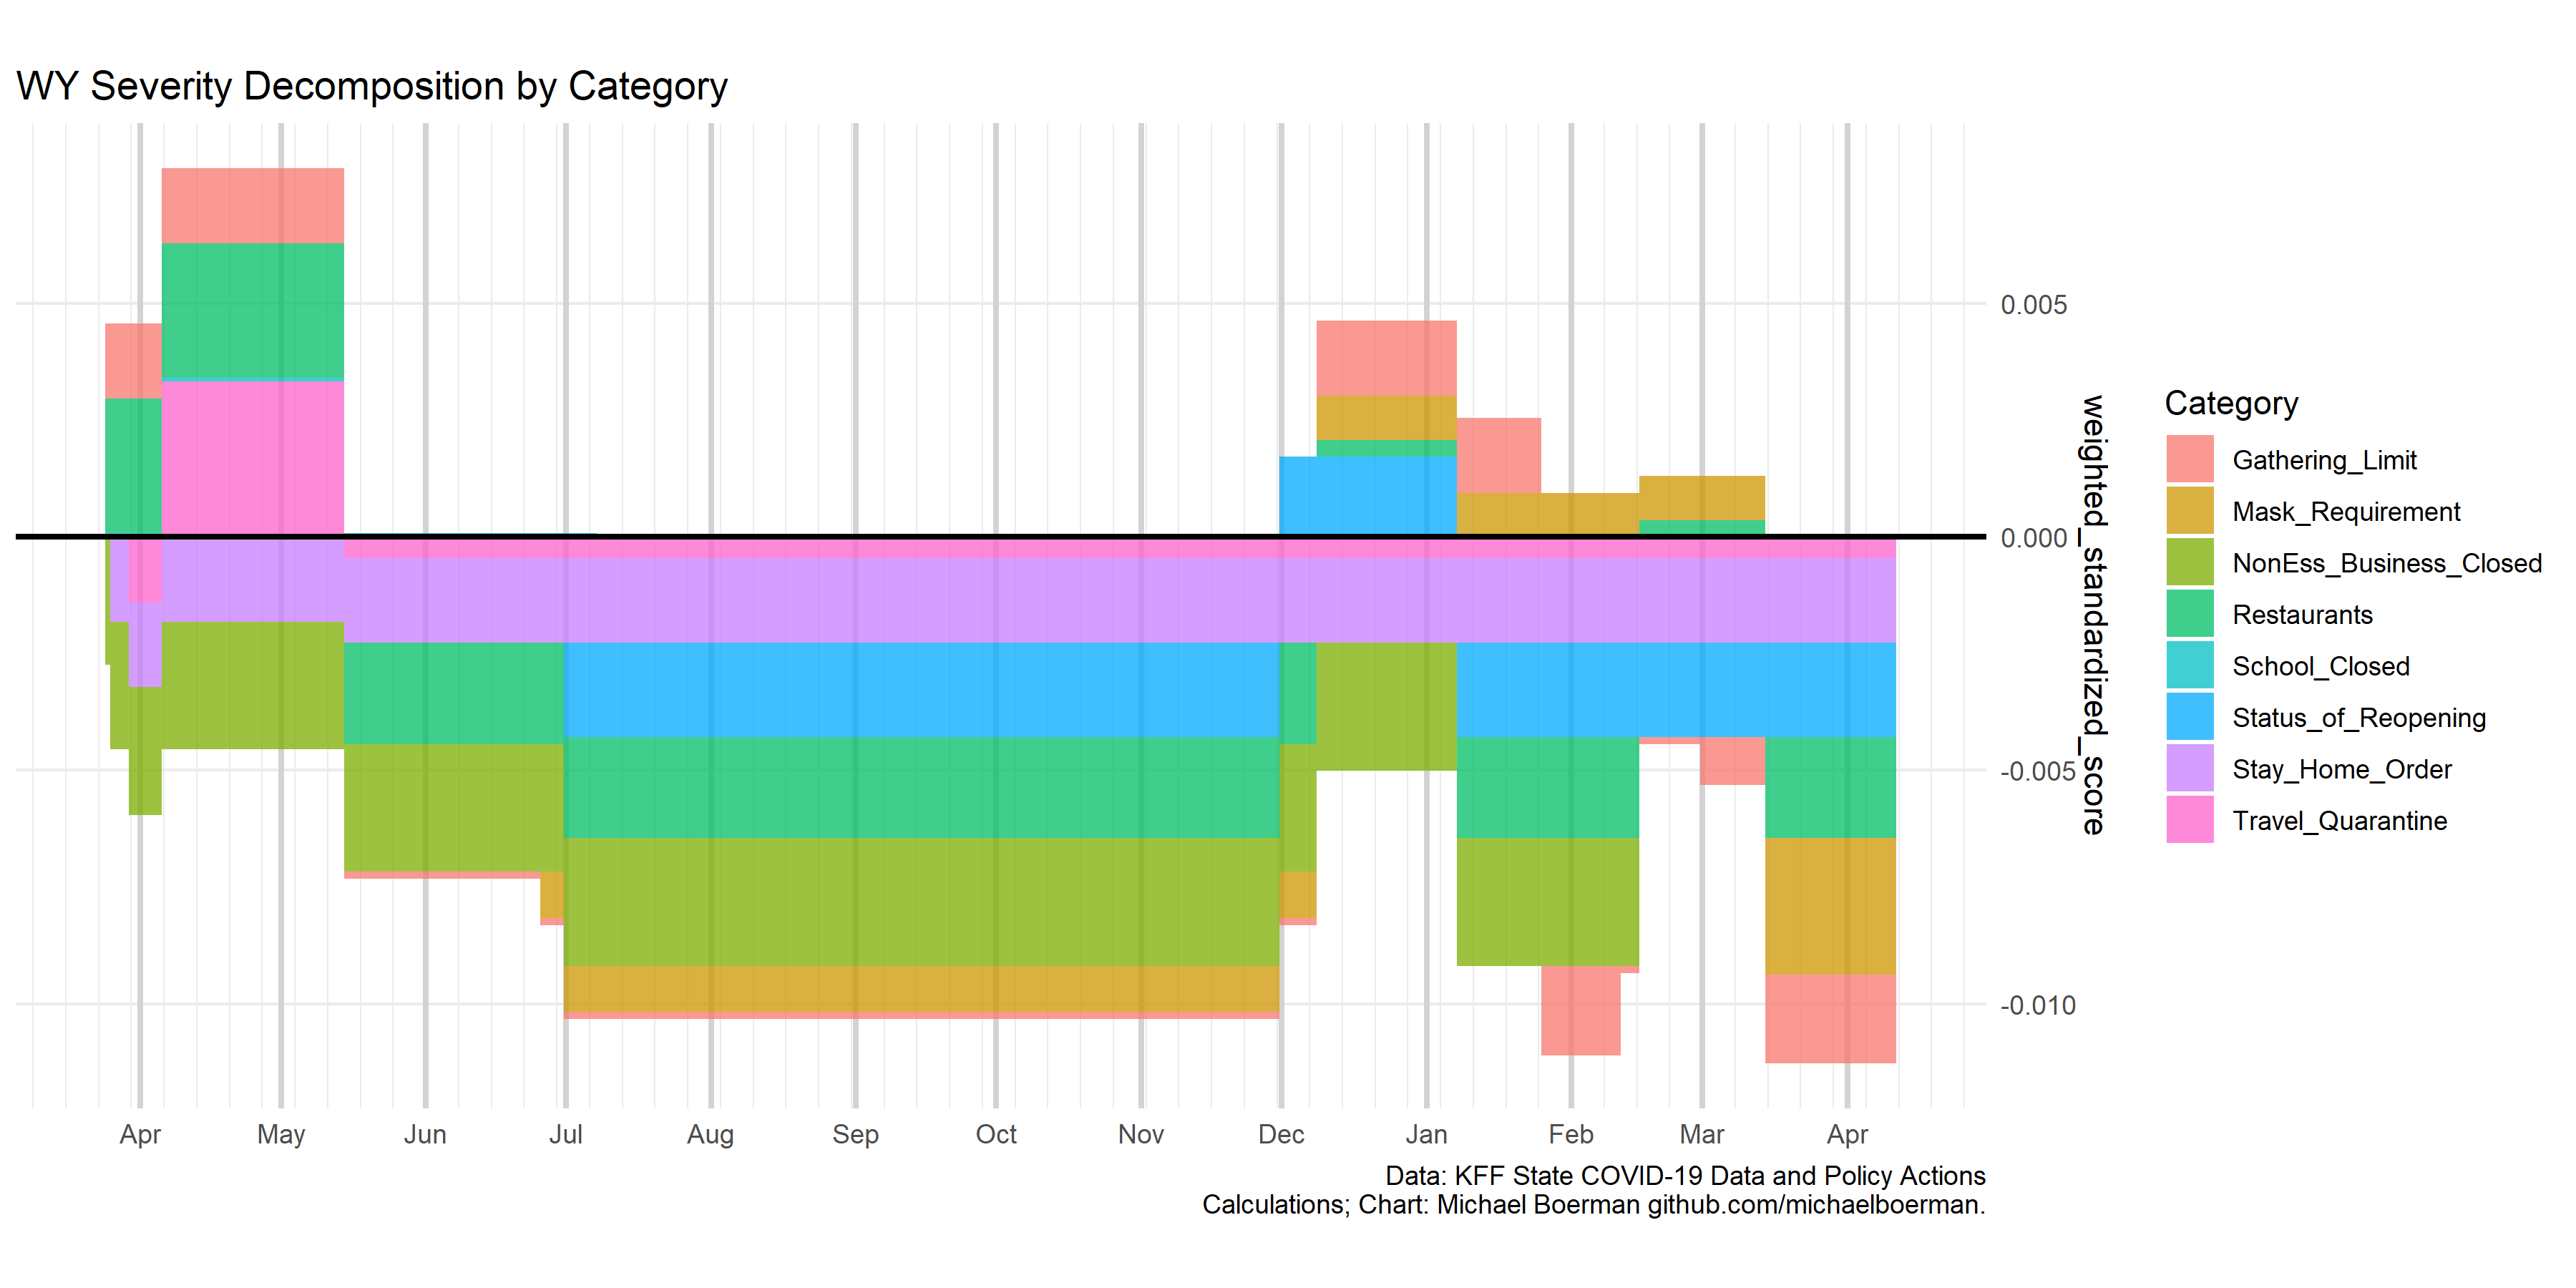 WY Severity Decomposition by Category
0.005
0.000
-0.005
-0.010
weighted_standardized_score
Category
Gathering_Limit
Mask_Requirement
NonEss_Business_Closed
Restaurants
School_Closed
Status_of_Reopening
Stay_Home_Order
Travel_Quarantine
Apr May Jun Jul Aug Sep Oct Nov Dec Jan Feb Mar Apr
Data: KFF State COVID-19 Data and Policy Actions
Calculations; Chart: Michael Boerman github.com/michaelboerman.